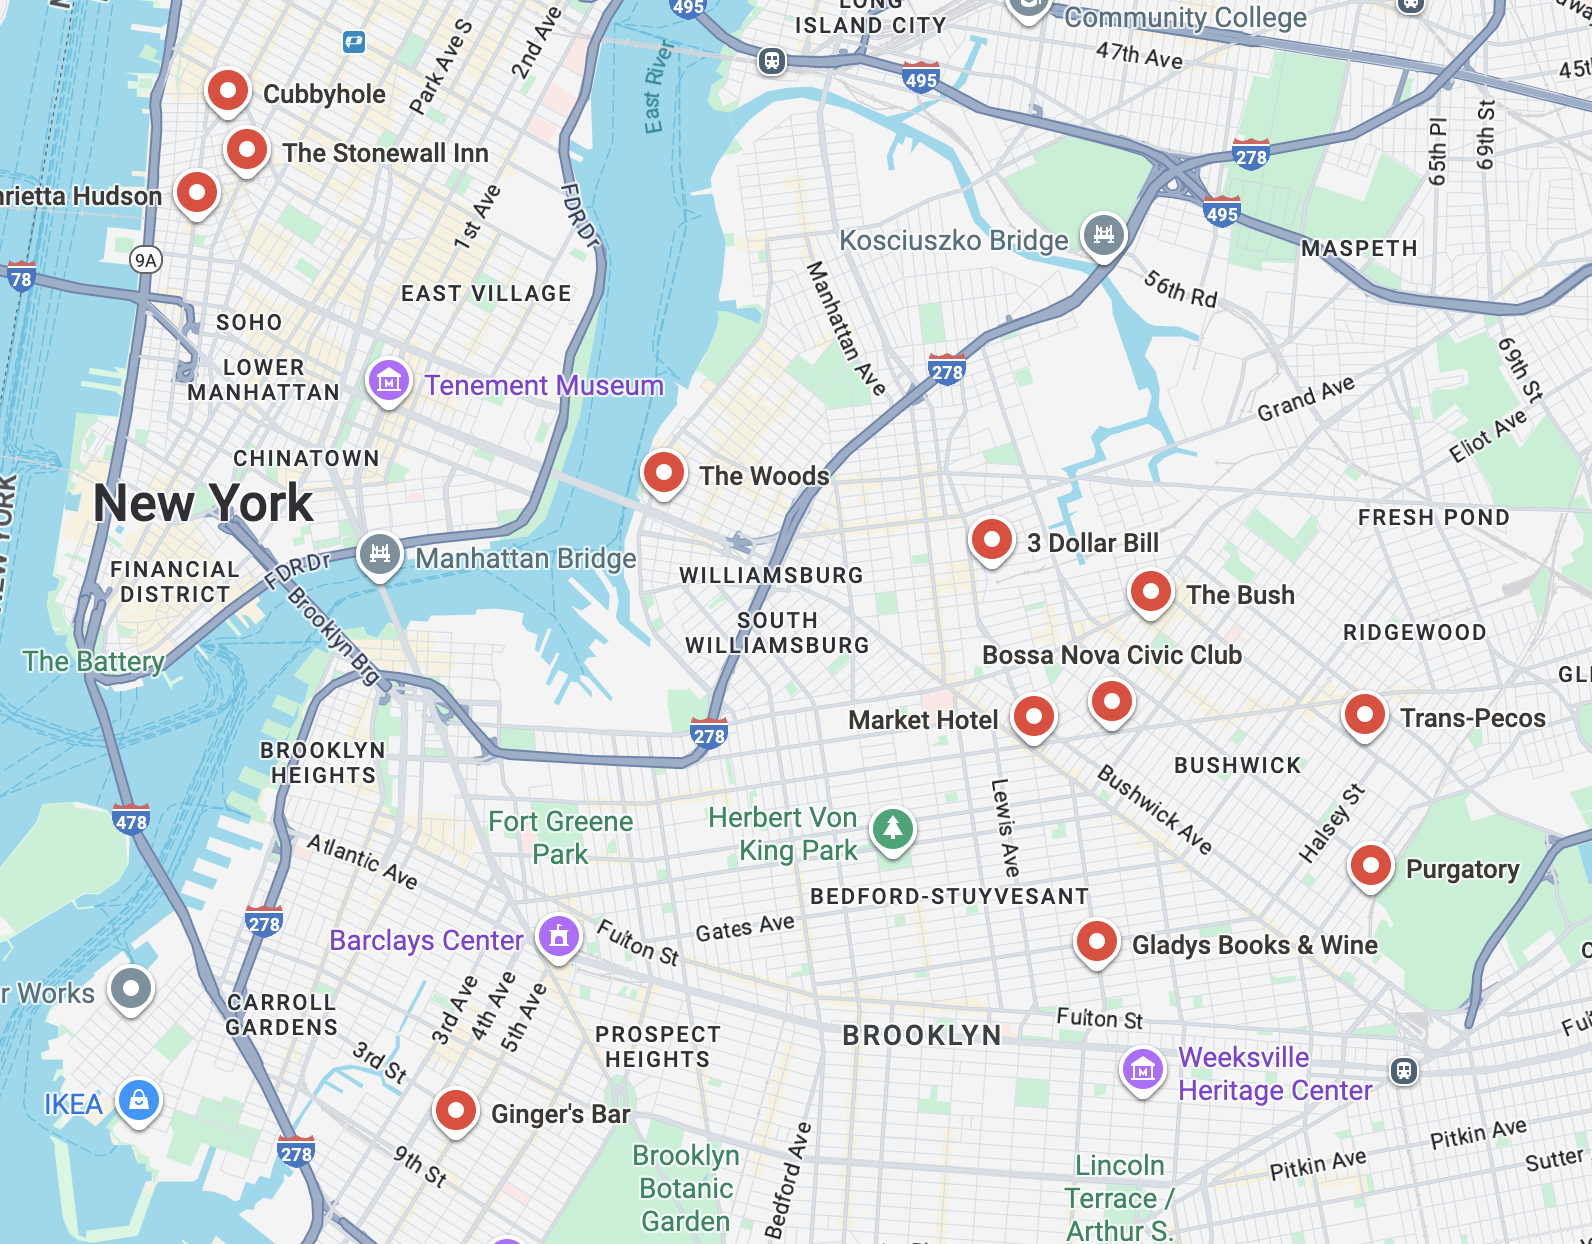 495
LONG
ISLAND CITY
Community College
47th Ave
45t
2nd Ave
Park Ave S
East River
495
Cubbyhole
The Stonewall Inn
rietta Hudson
278
65th Pl
69th St
495
1st Ave
FDR Dr
Kosciuszko Bridge
MASPETH
9A
78
56th Rd
EAST VILLAGE
SOHO
Manhattan Ave
LOWER
MANHATTAN
Tenement Museum
278
69th St
Grand Ave
Eliot Ave
CHINATOWN
The Woods
New York
NEW YORK
FRESH POND
3 Dollar Bill
Manhattan Bridge
FINANCIAL
DISTRICT
FDR Dr
WILLIAMSBURG
The Bush
Brooklyn Brg
SOUTH
WILLIAMSBURG
RIDGEWOOD
The Battery
Bossa Nova Civic Club
GL
Market Hotel
Trans-Pecos
278
BROOKLYN
HEIGHTS
BUSHWICK
478
Fort Greene
Park
Herbert Von
King Park
Lewis Ave
Bushwick Ave
Halsey St
Atlantic Ave
Purgatory
BEDFORD-STUYVESANT
278
Barclays Center
Fulton St
Gates Ave
Gladys Books & Wine
r Works
CARROLL
GARDENS
3rd Ave
4th Ave
5th Ave
PROSPECT
HEIGHTS
BROOKLYN
Fulton St
Weeksville
Heritage Center
3rd St
IKEA
Ginger's Bar
278
9th St
Brooklyn
Botanic
Garden
Bedford Ave
Lincoln
Terrace /
Arthur S.
Pitkin Ave
Pitkin Ave
Sutter